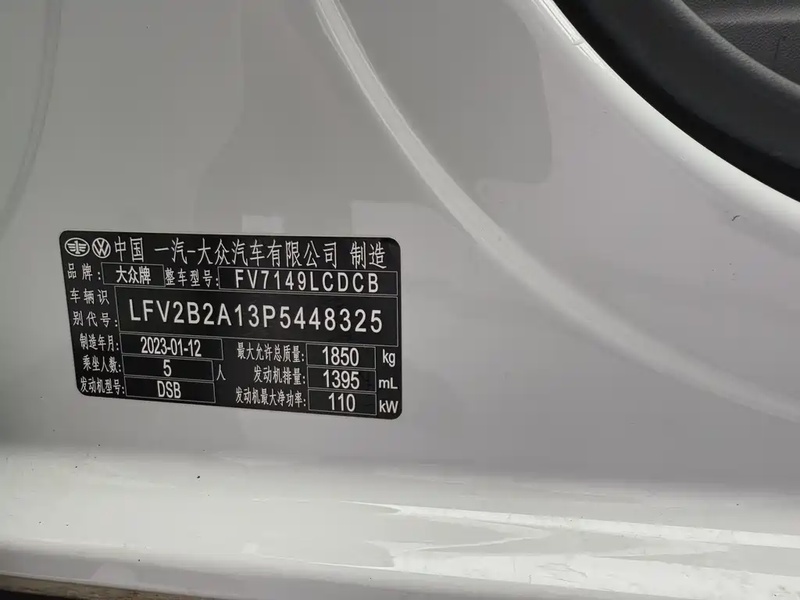 中国 一汽-大众汽车有限公司 制造
品牌: 大众牌 整车型号: FV7149LCDCB
车辆识别代号: LFV2B2A13P5448325
制造年月: 2023-01-12 最大允许总质量: 1850 kg
乘坐人数: 5 人 发动机排量: 1395 mL
发动机型号: DSB 发动机最大净功率: 110 kW